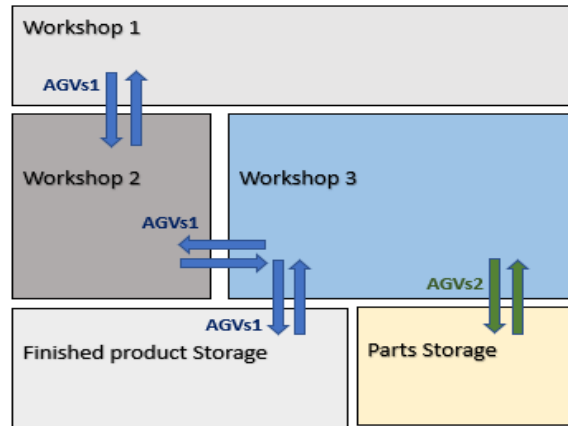 Workshop 1
AGVs1
Workshop 2
Workshop 3
AGVs1
AGVs2
AGVs1
Finished product Storage
Parts Storage